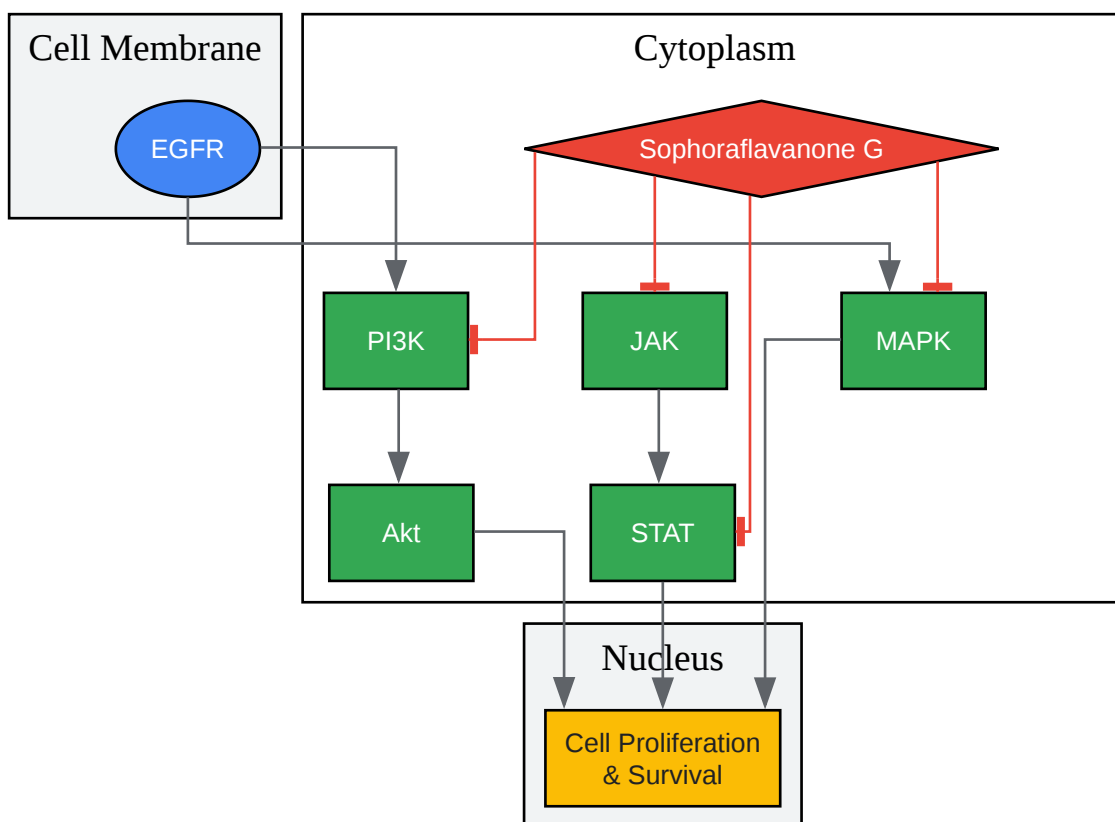 Cell Membrane
Cytoplasm
EGFR
Sophoraflavanone G
PI3K
JAK
MAPK
Akt
STAT
Nucleus
Cell Proliferation
& Survival